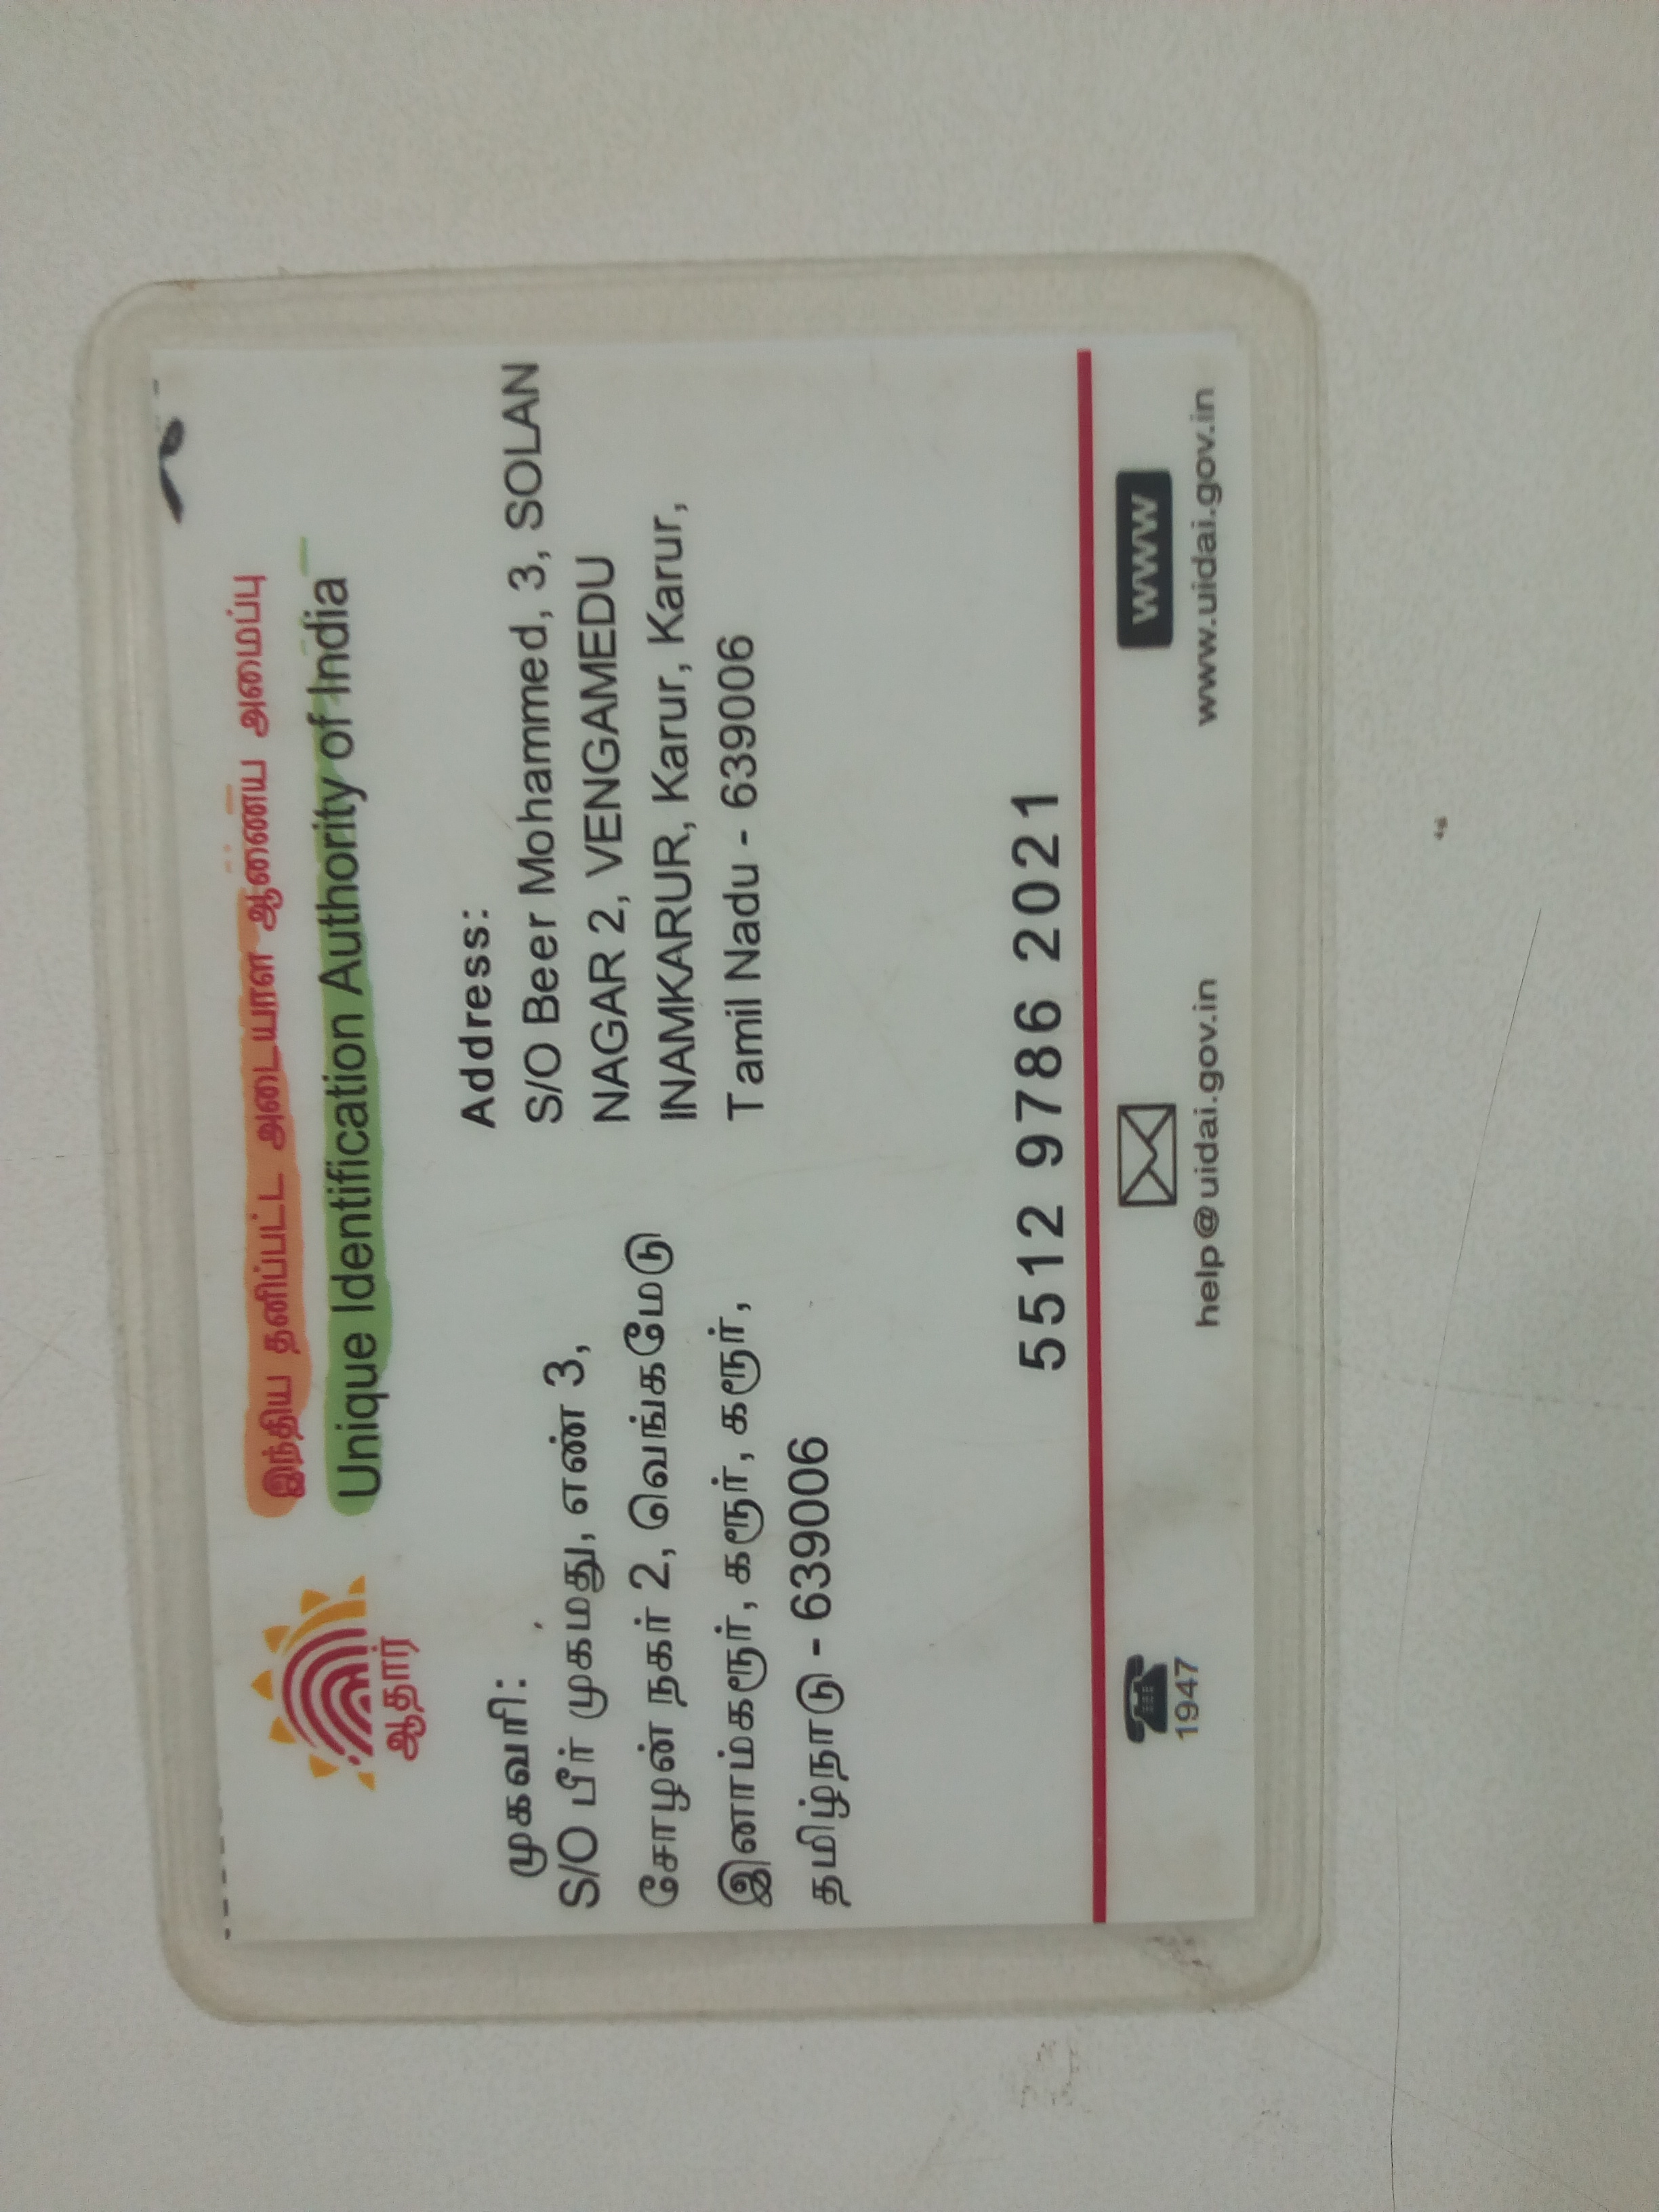 இந்திய தனிப்பட்ட அடையாள ஆணைய அமைப்பு
Unique Identification Authority of India
ஆதார்
முகவரி:
S/O பீர் முகமது, எண் 3,
சோழன் நகர் 2, வெங்கமேடு
இனாம்கரூர், கரூர், கரூர்,
தமிழ்நாடு - 639006
Address:
S/O Beer Mohammed, 3, SOLAN
NAGAR 2, VENGAMEDU
INAMKARUR, Karur, Karur,
Tamil Nadu - 639006
5512 9786 2021
1947
help@uidai.gov.in
www
www.uidai.gov.in